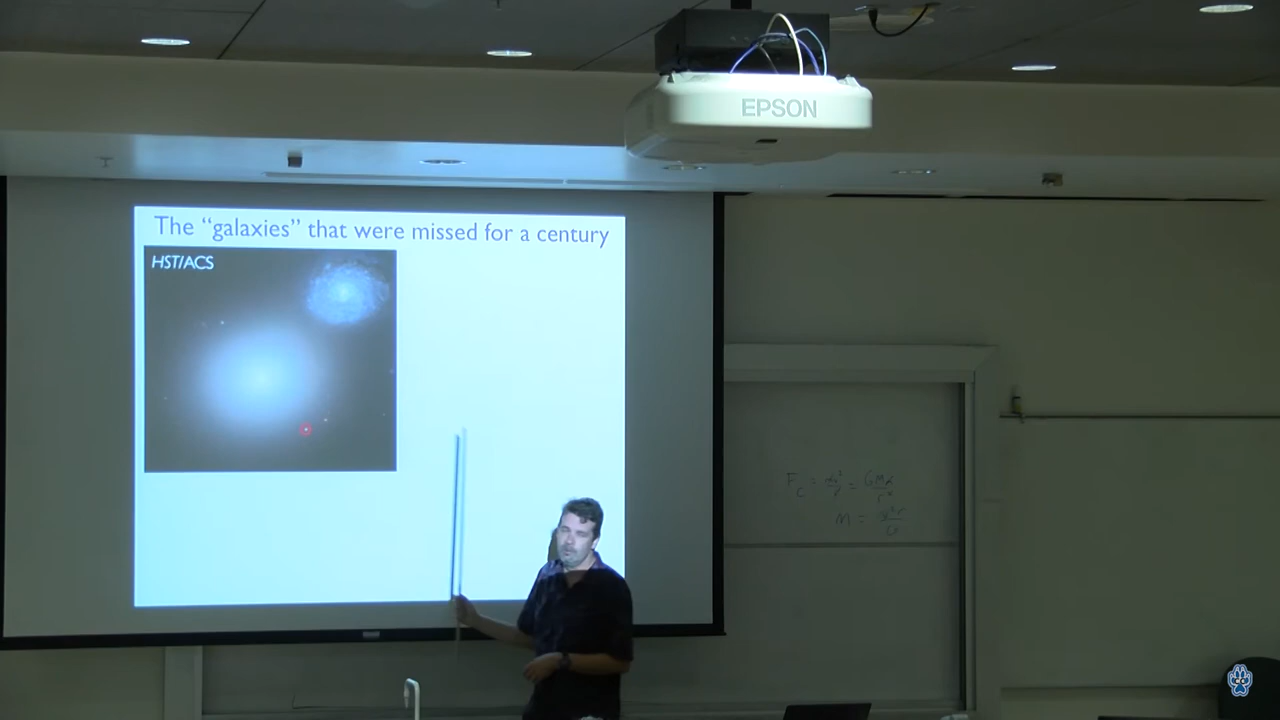 EPSON
The “galaxies” that were missed for a century
HST/ACS
M =